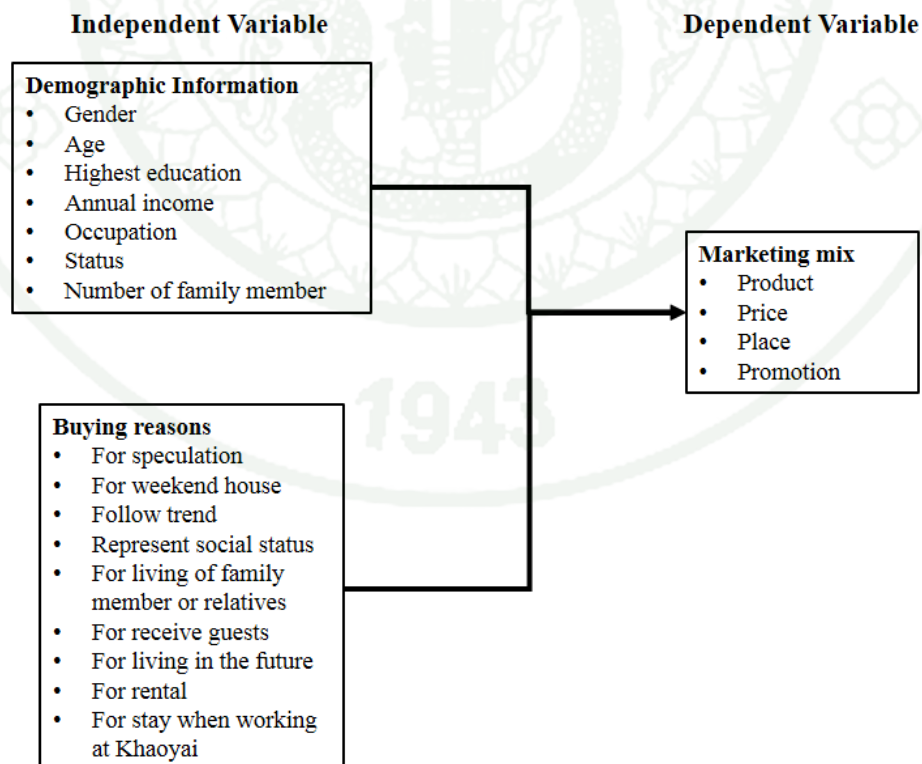 Independent Variable
Dependent Variable
Demographic Information
• Gender
• Age
• Highest education
• Annual income
• Occupation
• Status
• Number of family member
Marketing mix
• Product
• Price
• Place
• Promotion
Buying reasons
• For speculation
• For weekend house
• Follow trend
• Represent social status
• For living of family
member or relatives
• For receive guests
• For living in the future
• For rental
• For stay when working
at Khaoyai
1943